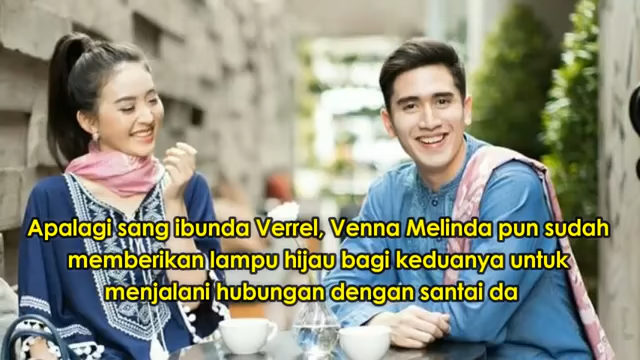 Apalagi sang ibunda Verrel, Venna Melinda pun sudah
memberikan lampu hijau bagi keduanya untuk
menjalani hubungan dengan santai da